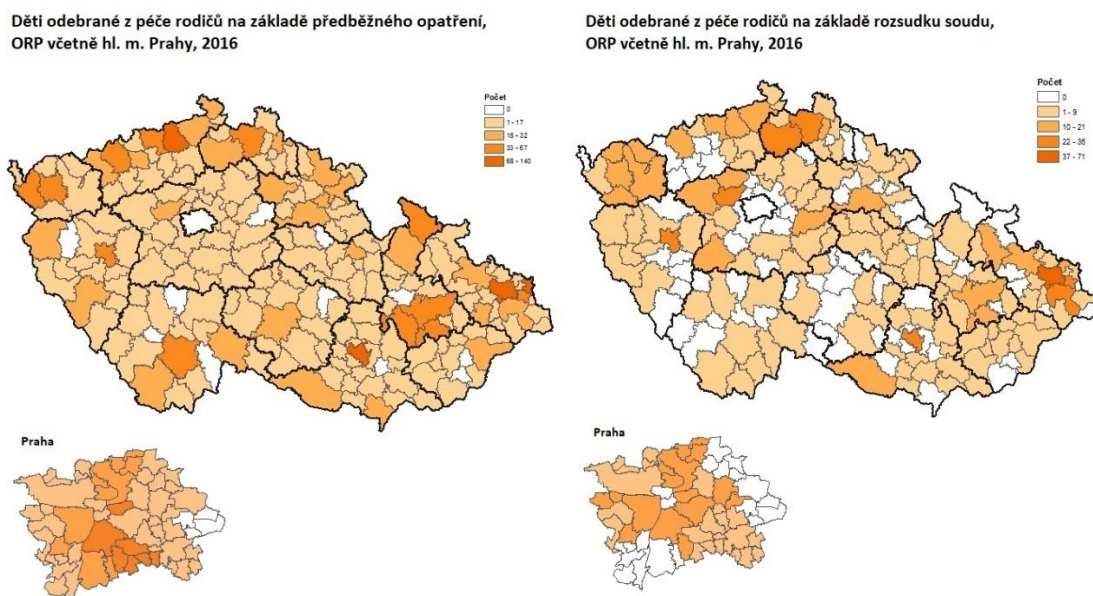 Děti odebrané z péče rodičů na základě předběžného opatření,
ORP včetně hl. m. Prahy, 2016
Počet
0
1 - 17
18 - 32
33 - 67
68 - 140
Praha
Děti odebrané z péče rodičů na základě rozsudku soudu,
ORP včetně hl. m. Prahy, 2016
Počet
0
1 - 9
10 - 21
22 - 36
37 - 71
Praha